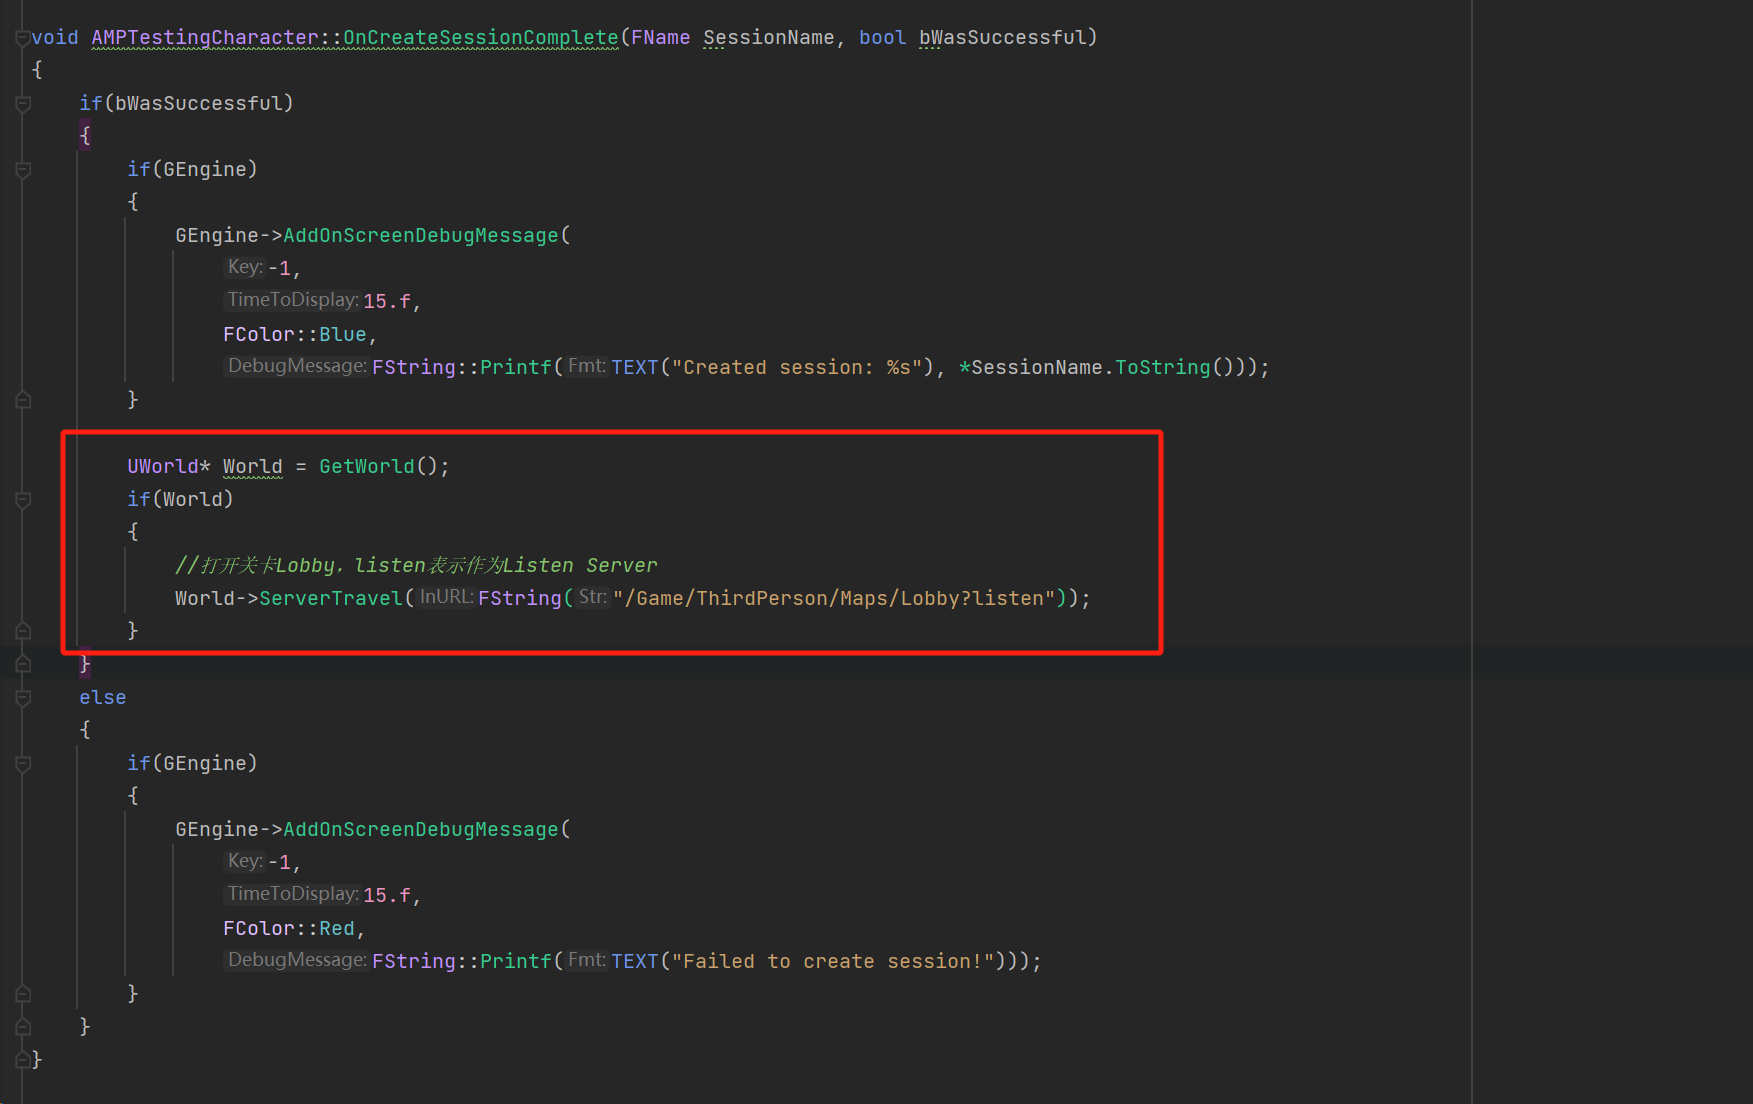 void AMPTestingCharacter::OnCreateSessionComplete(FName SessionName, bool bWasSuccessful)
{
if(bWasSuccessful)
{
if(GEngine)
{
GEngine->AddOnScreenDebugMessage(
Key: -1,
TimeToDisplay: 15.f,
FColor::Blue,
DebugMessage: FString::Printf( Fmt: TEXT("Created session: %s"), *SessionName.ToString()));
}
UWorld* World = GetWorld();
if(World)
{
//打开关卡Lobby，listen表示作为Listen Server
World->ServerTravel( InURL: FString( Str: "/Game/ThirdPerson/Maps/Lobby?listen"));
}
}
else
{
if(GEngine)
{
GEngine->AddOnScreenDebugMessage(
Key: -1,
TimeToDisplay: 15.f,
FColor::Red,
DebugMessage: FString::Printf( Fmt: TEXT("Failed to create session!")));
}
}
}